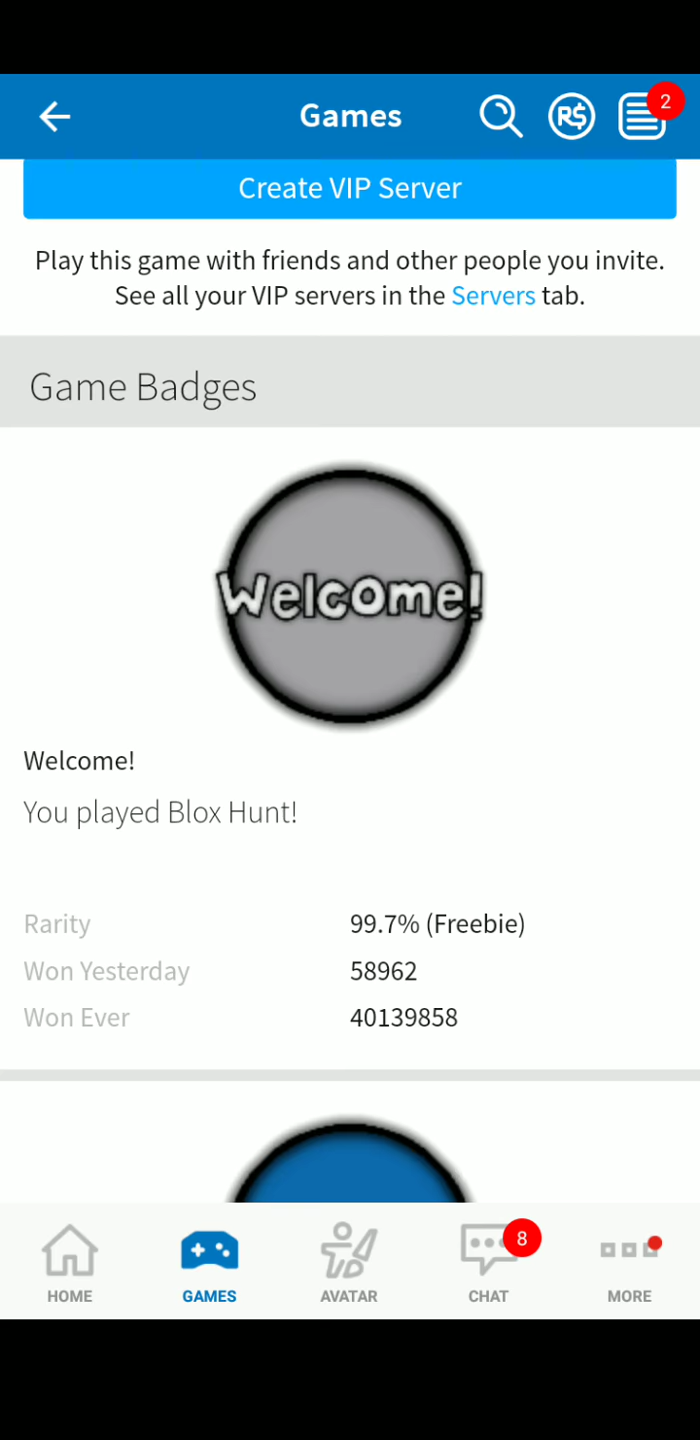 Games
R$
2
Create VIP Server
Play this game with friends and other people you invite.
See all your VIP servers in the Servers tab.
Game Badges
Welcome!
Welcome!
You played Blox Hunt!
Rarity 99.7% (Freebie)
Won Yesterday 58962
Won Ever 40139858
8
HOME GAMES AVATAR CHAT MORE